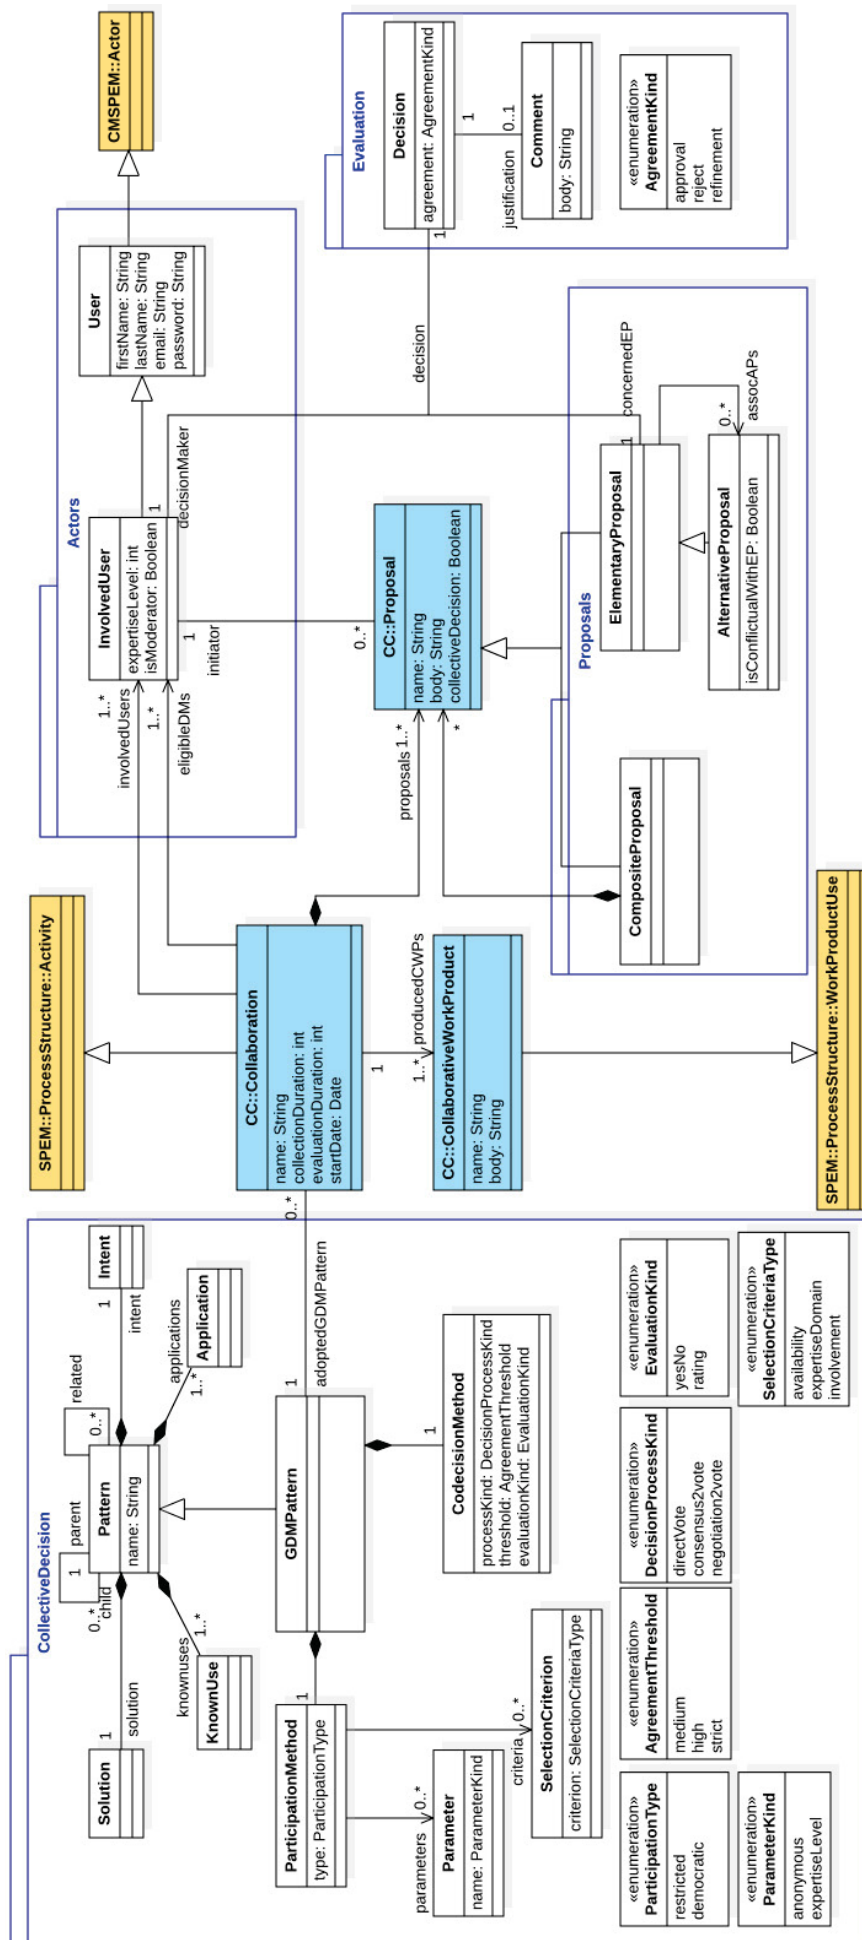 CollectiveDecision
Solution
1
solution
0..*
child
1
parent
Pattern
name: String
related
0..*
1
intent
Intent
knownuses
1..*
KnownUse
applications
1..*
Application
GDMPattern
1
adoptedGDMPattern
0..*
ParticipationMethod
type: ParticipationType
1
parameters
0..*
Parameter
name: ParameterKind
criteria
0..*
SelectionCriterion
criterion: SelectionCriteriaType
1
CodecisionMethod
processKind: DecisionProcessKind
threshold: AgreementThreshold
evaluationKind: EvaluationKind
«enumeration»
ParticipationType
restricted
democratic
«enumeration»
AgreementThreshold
medium
high
strict
«enumeration»
DecisionProcessKind
directVote
consensus2vote
negotiation2vote
«enumeration»
EvaluationKind
yesNo
rating
«enumeration»
ParameterKind
anonymous
expertiseLevel
«enumeration»
SelectionCriteriaType
availability
expertiseDomain
involvement
SPEM::ProcessStructure::Activity
CC::Collaboration
name: String
collectionDuration: int
evaluationDuration: int
startDate: Date
1
1..*
producedCWPs
CC::CollaborativeWorkProduct
name: String
body: String
SPEM::ProcessStructure::WorkProductUse
Actors
1..*
involvedUsers
1..*
eligibleDMs
InvolvedUser
expertiseLevel: int
isModerator: Boolean
1
initiator
1
decisionMaker
User
firstName: String
lastName: String
email: String
password: String
CMSPEM::Actor
0..*
proposals
1..*
CC::Proposal
name: String
body: String
collectiveDecision: Boolean
*
decision
Proposals
CompositeProposal
ElementaryProposal
1
concernedEP
0..*
assocAPs
AlternativeProposal
isConflictualWithEP: Boolean
Evaluation
Decision
agreement: AgreementKind
1
1
justification
0..1
Comment
body: String
«enumeration»
AgreementKind
approval
reject
refinement